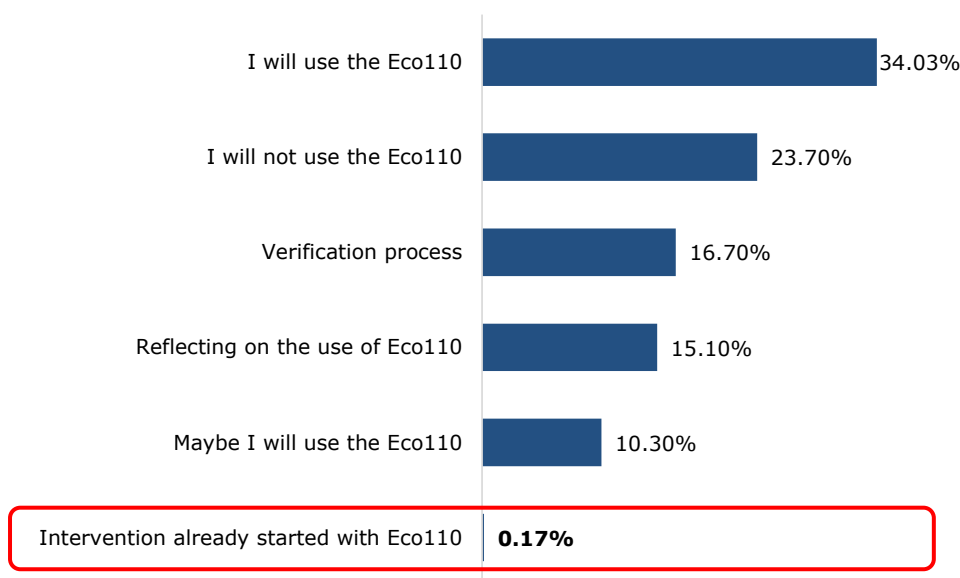 I will use the Eco110 34.03%
I will not use the Eco110 23.70%
Verification process 16.70%
Reflecting on the use of Eco110 15.10%
Maybe I will use the Eco110 10.30%
Intervention already started with Eco110 0.17%